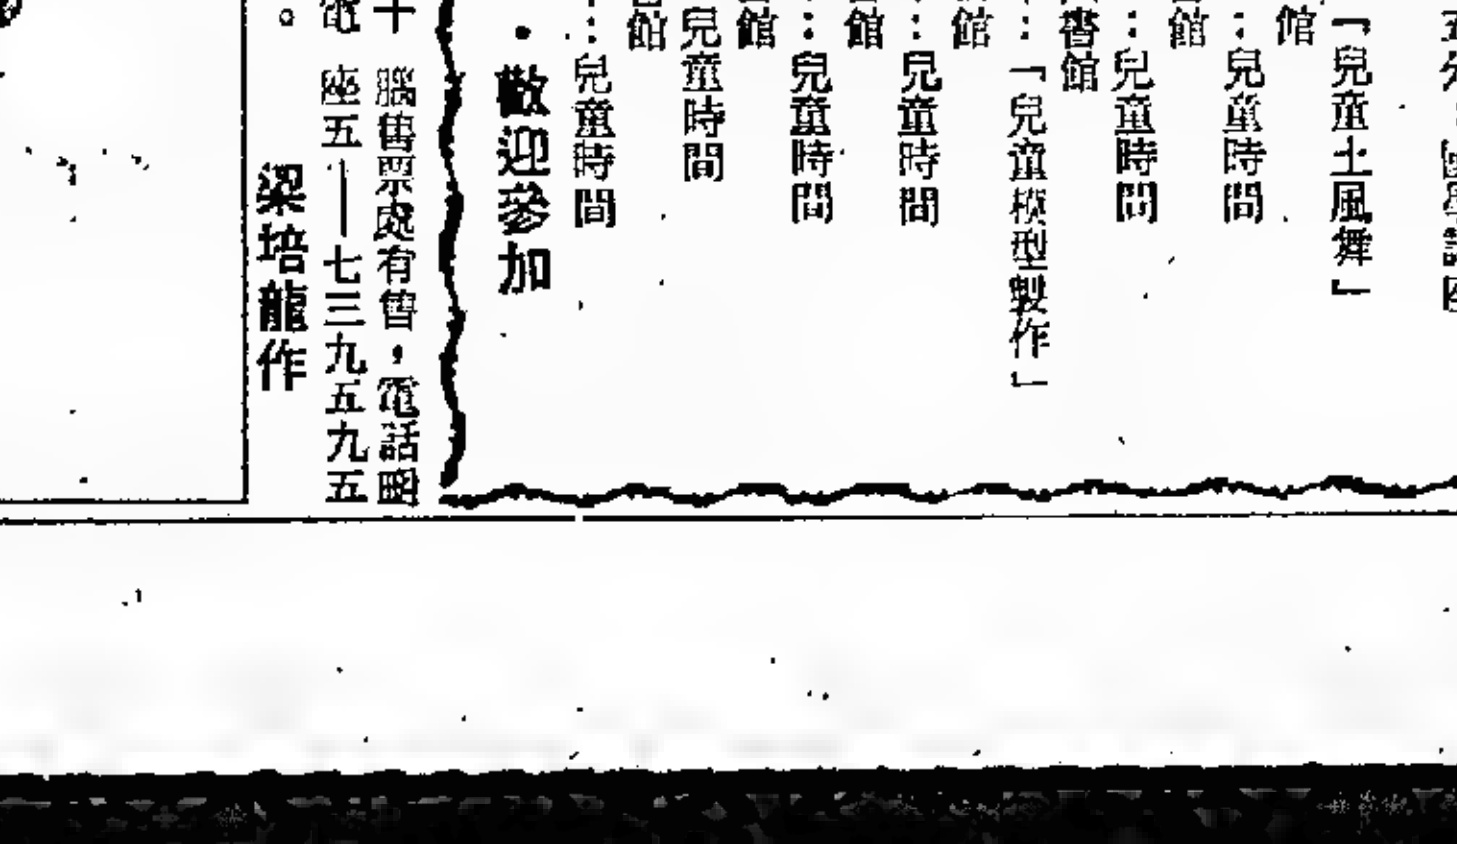 「兒童土風舞」
館
：兒童時間
館
：兒童時間
書館
：「兒童模型製作」
館
：兒童時間
館
：兒童時間
館
兒童時間
館
：兒童時間
・歡迎參加
十
腦售票處有售，電話
電
座五——七三九五九五
。
梁培龍作